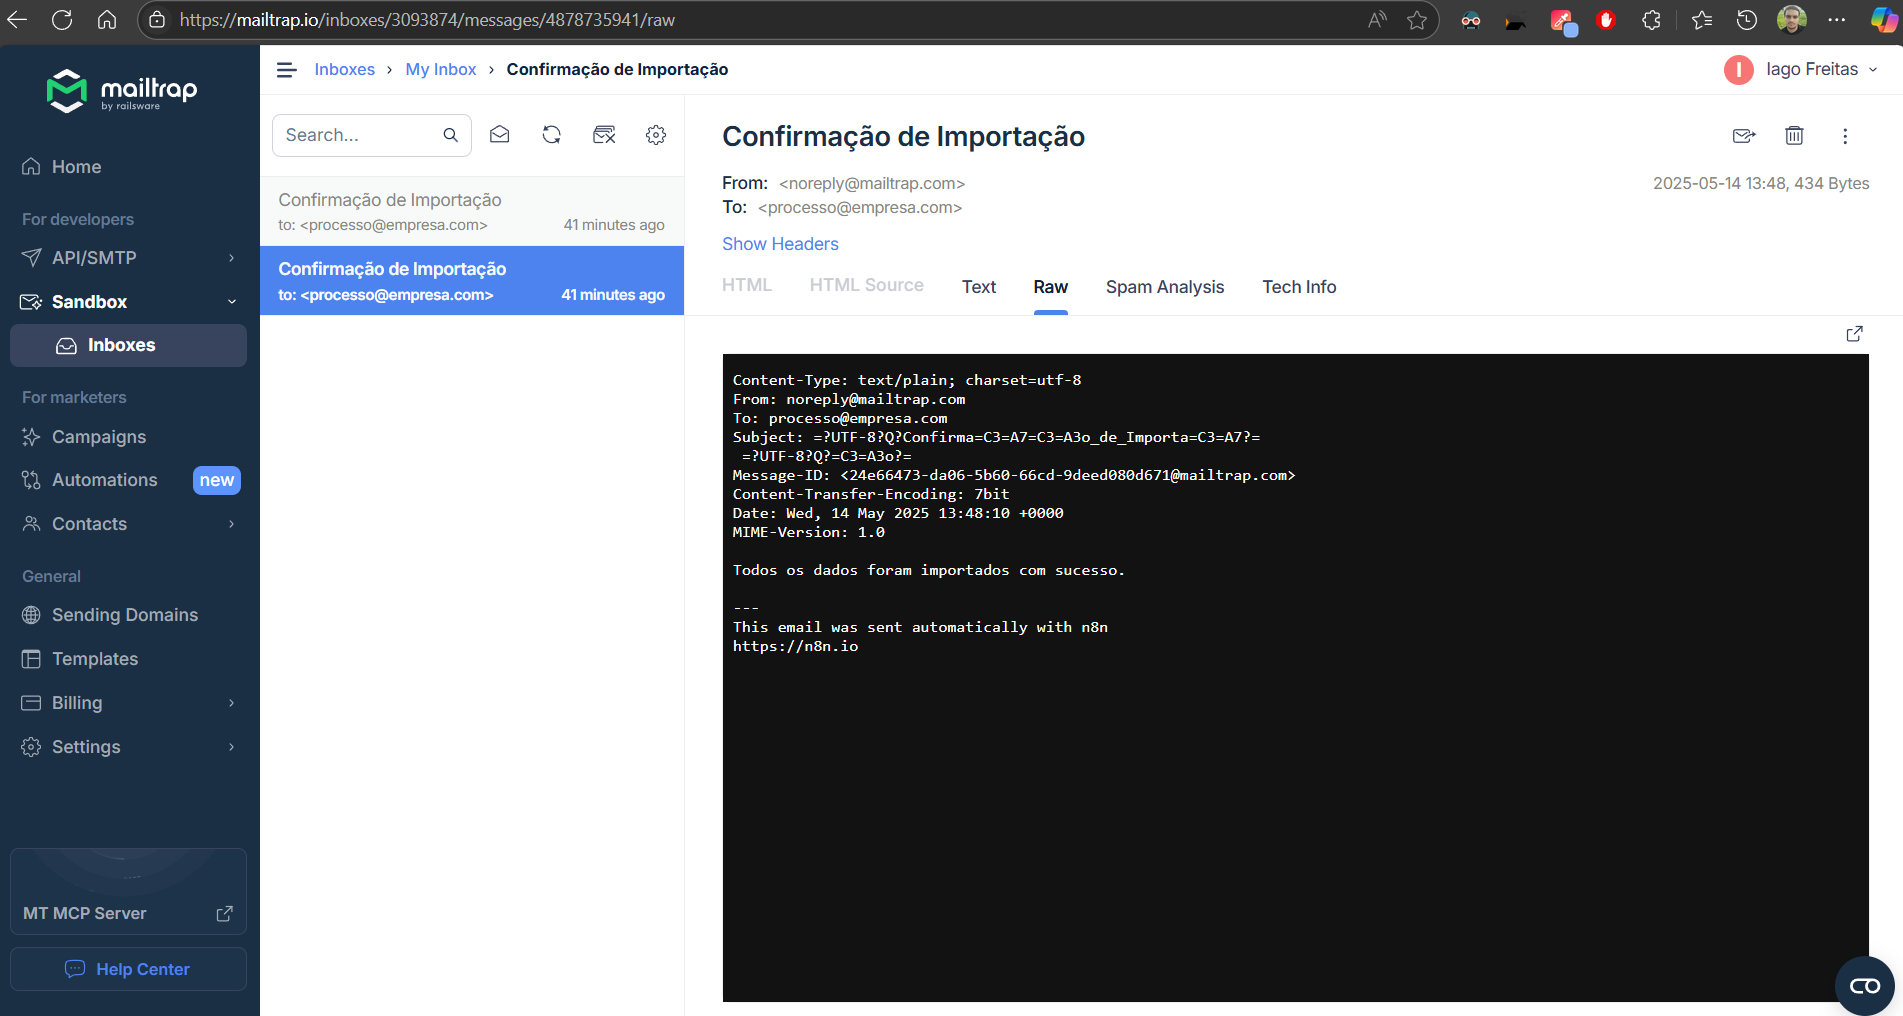 https://mailtrap.io/inboxes/3093874/messages/4878735941/raw
mailtrap
by railsware
Home
For developers
API/SMTP
Sandbox
Inboxes
For marketers
Campaigns
Automations new
Contacts
General
Sending Domains
Templates
Billing
Settings
MT MCP Server
Help Center
Inboxes › My Inbox › Confirmação de Importação
I Iago Freitas
Search...
Confirmação de Importação
to: <processo@empresa.com> 41 minutes ago
Confirmação de Importação
to: <processo@empresa.com> 41 minutes ago
Confirmação de Importação
From: <noreply@mailtrap.com> 2025-05-14 13:48, 434 Bytes
To: <processo@empresa.com>
Show Headers
HTML HTML Source Text Raw Spam Analysis Tech Info
Content-Type: text/plain; charset=utf-8
From: noreply@mailtrap.com
To: processo@empresa.com
Subject: =?UTF-8?Q?Confirma=C3=A7=C3=A3o_de_Importa=C3=A7?=
=?UTF-8?Q?=C3=A3o?=
Message-ID: <24e66473-da06-5b60-66cd-9deed080d671@mailtrap.com>
Content-Transfer-Encoding: 7bit
Date: Wed, 14 May 2025 13:48:10 +0000
MIME-Version: 1.0
Todos os dados foram importados com sucesso.
---
This email was sent automatically with n8n
https://n8n.io